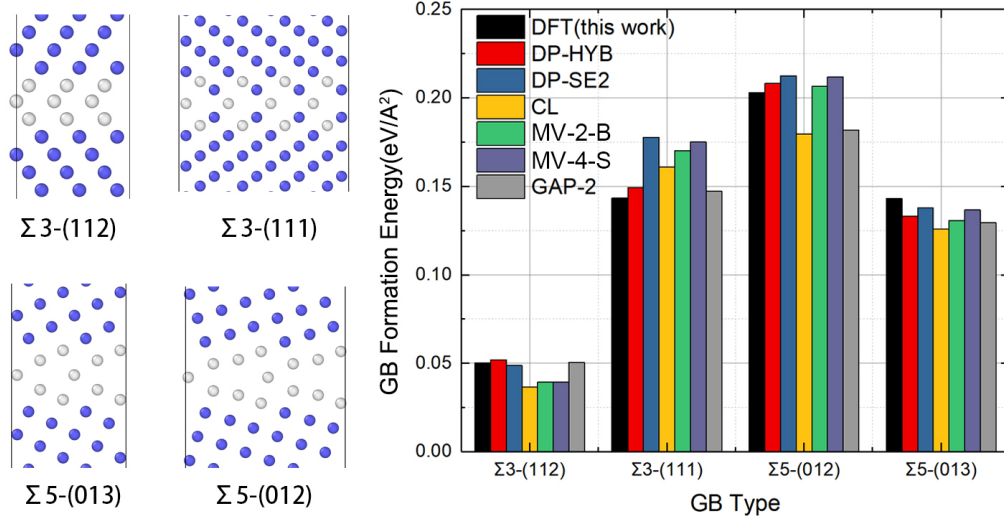 Σ3-(112)
Σ3-(111)
Σ5-(013)
Σ5-(012)
GB Formation Energy(eV/A²)
0.25
0.20
0.15
0.10
0.05
0.00
DFT(this work)
DP-HYB
DP-SE2
CL
MV-2-B
MV-4-S
GAP-2
Σ3-(112) Σ3-(111) Σ5-(012) Σ5-(013)
GB Type